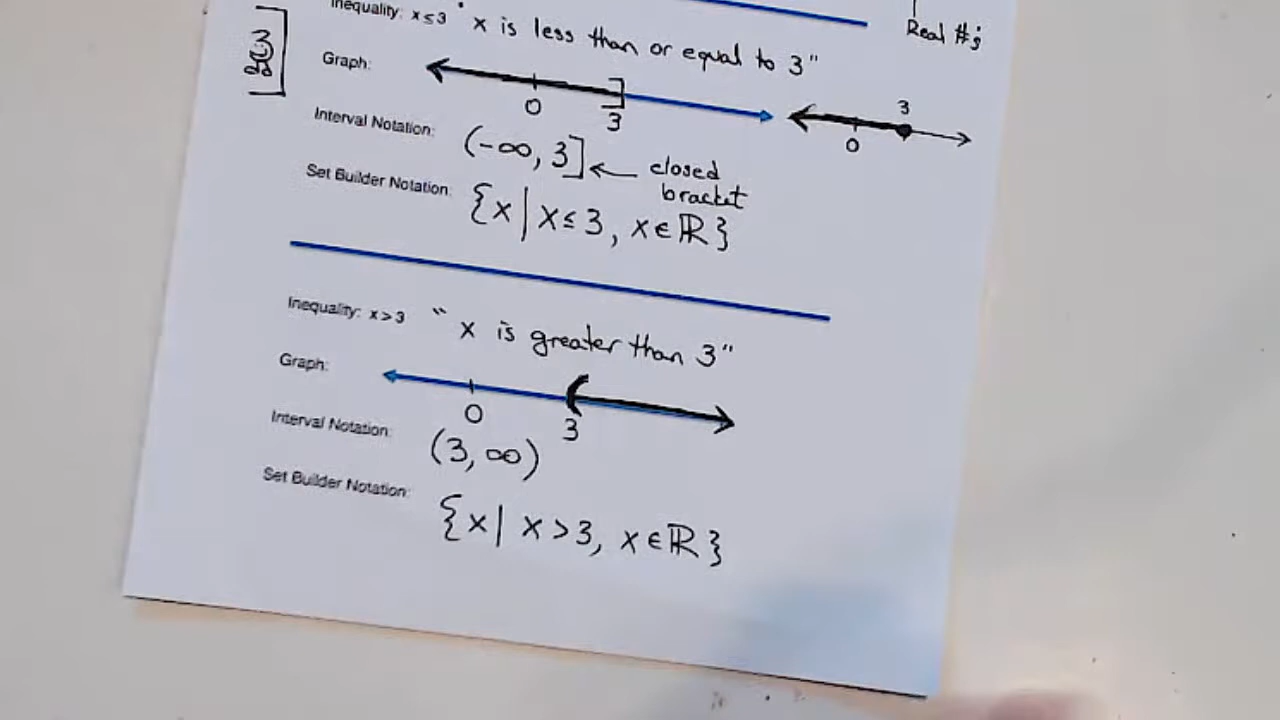 Real #s
Inequality: x ≤ 3 "x is less than or equal to 3"
Graph:
0 3
3
0
Interval Notation: (-∞, 3] ← closed bracket
Set Builder Notation: {x | x ≤ 3, x ∈ ℝ}
Inequality: x > 3 "x is greater than 3"
Graph:
0 3
Interval Notation: (3, ∞)
Set Builder Notation: {x | x > 3, x ∈ ℝ}